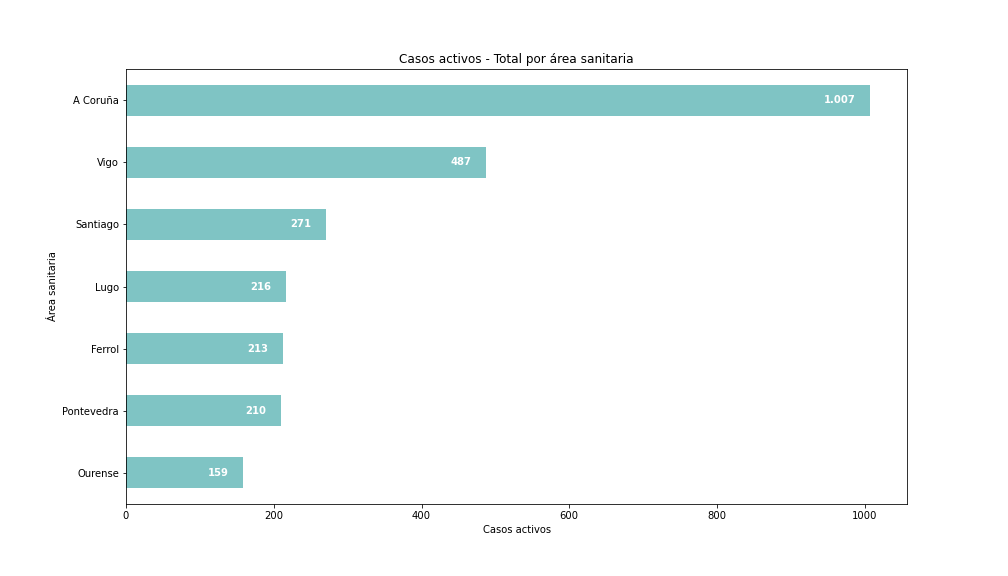 Casos activos - Total por área sanitaria
Área sanitaria
A Coruña 1.007
Vigo 487
Santiago 271
Lugo 216
Ferrol 213
Pontevedra 210
Ourense 159
0 200 400 600 800 1000
Casos activos